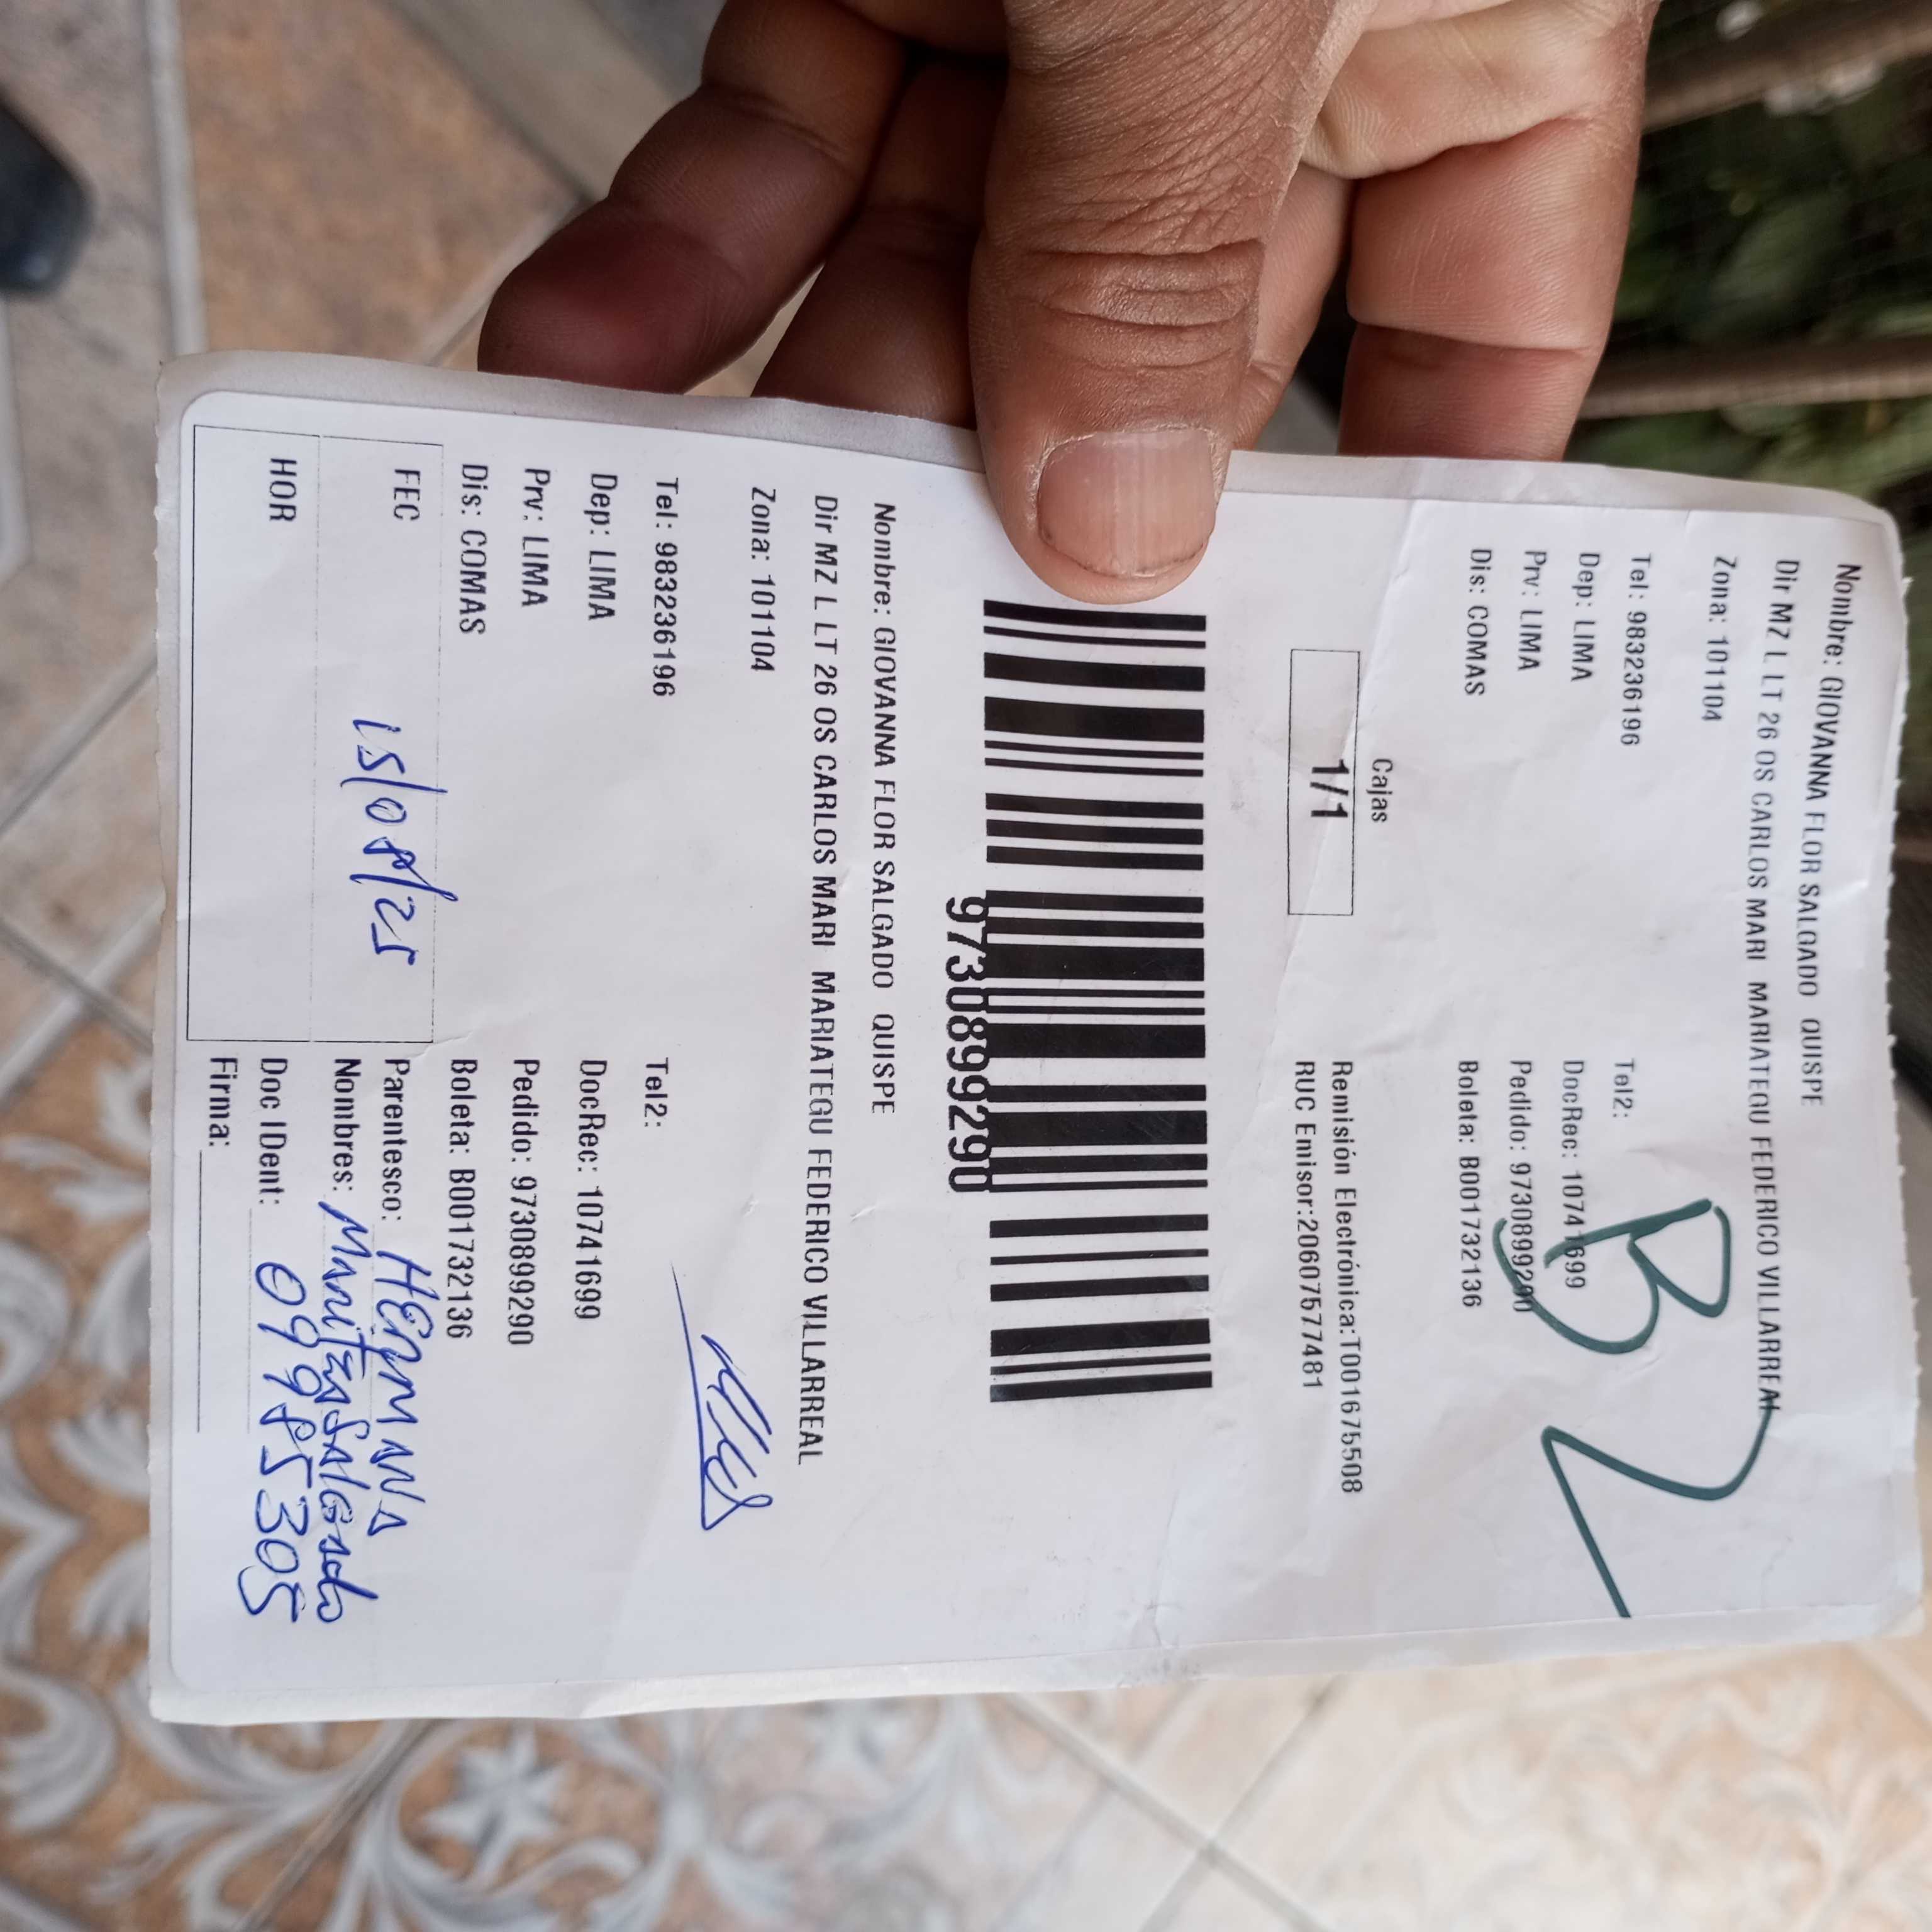 Nombre: GIOVANNA FLOR SALGADO QUISPE
Dir MZ L LT 26 OS CARLOS MARI MARIATEGU FEDERICO VILLARREAL
Zona: 101104
B2
Tel: 983236196 Tel2:
Dep: LIMA DocRec: 10741699
Prv: LIMA Pedido: 9730899290
Dis: COMAS Boleta: B001732136
Cajas
1/1
Remisión Electrónica:T001675508
RUC Emisor:20607577481
9730899290
Nombre: GIOVANNA FLOR SALGADO QUISPE
Dir MZ L LT 26 OS CARLOS MARI MARIATEGU FEDERICO VILLARREAL
Zona: 101104
Tel: 983236196 Tel2:
Dep: LIMA DocRec: 10741699
Prv: LIMA Pedido: 9730899290
Dis: COMAS Boleta: B001732136
FEC 15/08/25 Parentesco: HERMANA
Nombres: Maritza Salgado
HOR Doc IDent: 09985305
Firma: